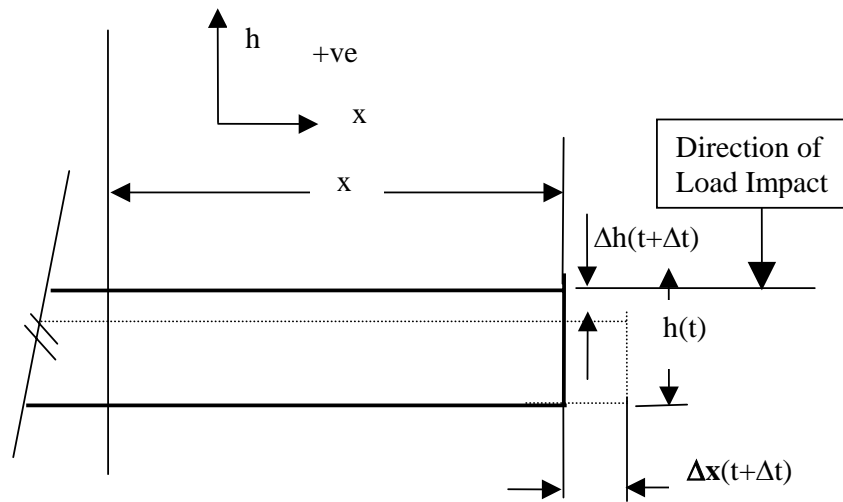 h
+ve
x
x
Direction of
Load Impact
Δh(t+Δt)
h(t)
Δx(t+Δt)